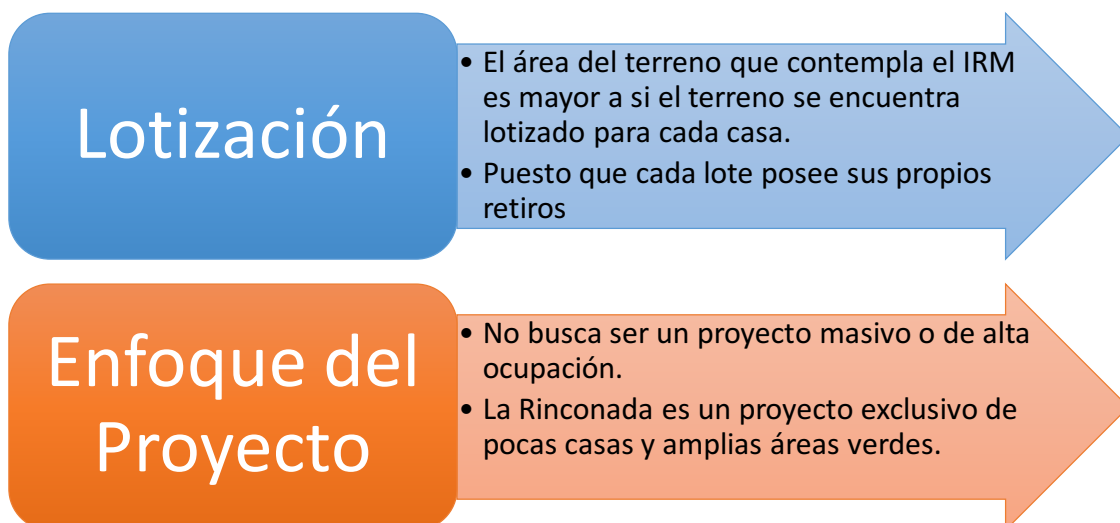 Lotización
• El área del terreno que contempla el IRM
es mayor a si el terreno se encuentra
lotizado para cada casa.
• Puesto que cada lote posee sus propios
retiros
Enfoque del
Proyecto
• No busca ser un proyecto masivo o de alta
ocupación.
• La Rinconada es un proyecto exclusivo de
pocas casas y amplias áreas verdes.